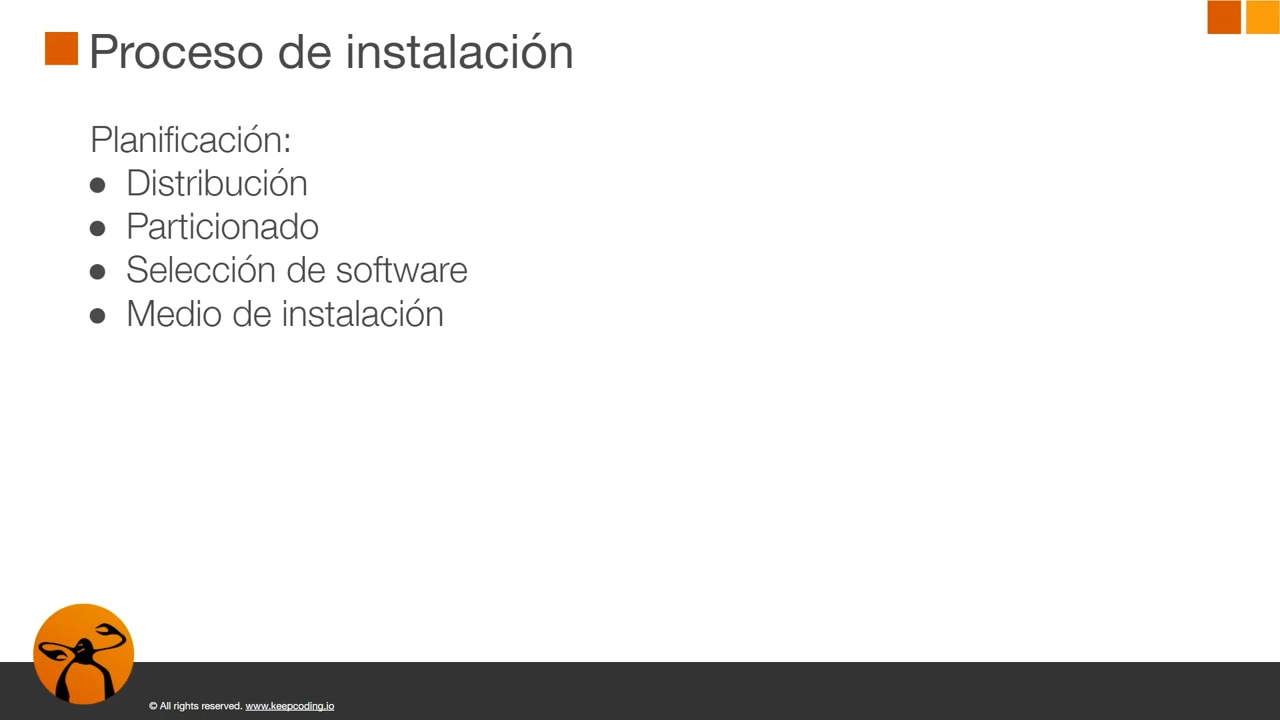 Proceso de instalación
Planificación:
● Distribución
● Particionado
● Selección de software
● Medio de instalación
© All rights reserved. www.keepcoding.io